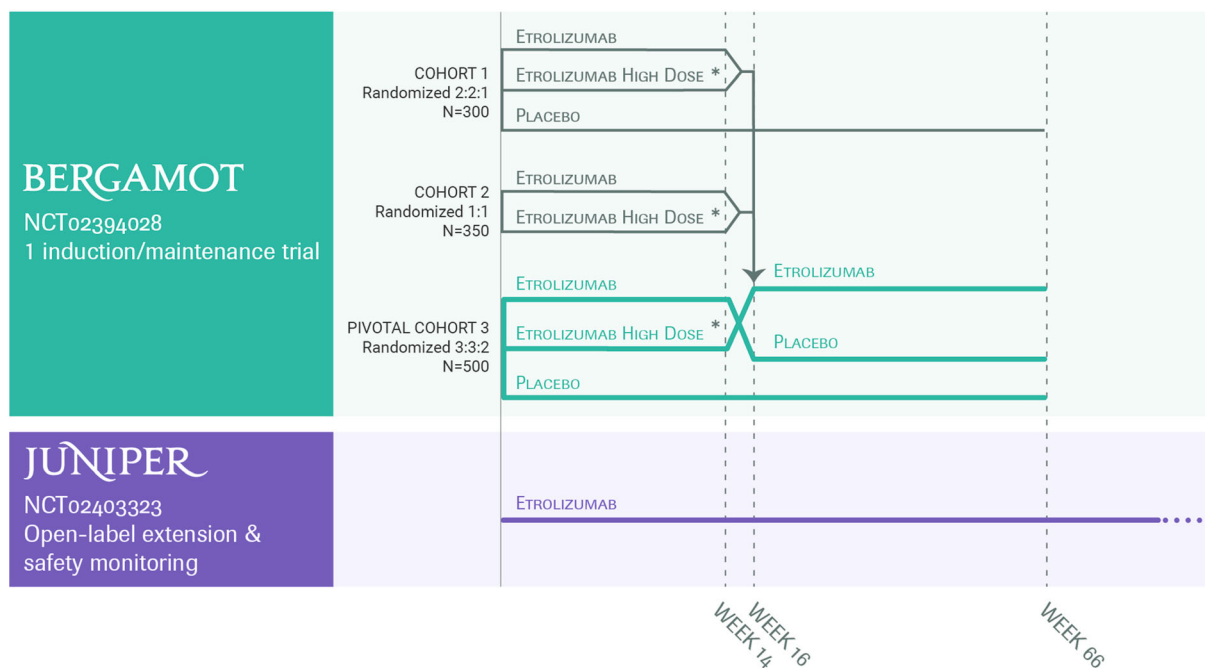 BERGAMOT
NCT02394028
1 induction/maintenance trial
COHORT 1
Randomized 2:2:1
N=300
Etrolizumab
Etrolizumab High Dose *
Placebo
COHORT 2
Randomized 1:1
N=350
Etrolizumab
Etrolizumab High Dose *
PIVOTAL COHORT 3
Randomized 3:3:2
N=500
Etrolizumab
Etrolizumab High Dose *
Placebo
Etrolizumab
Placebo
JUNIPER
NCT02403323
Open-label extension &
safety monitoring
Etrolizumab
WEEK 14
WEEK 16
WEEK 66